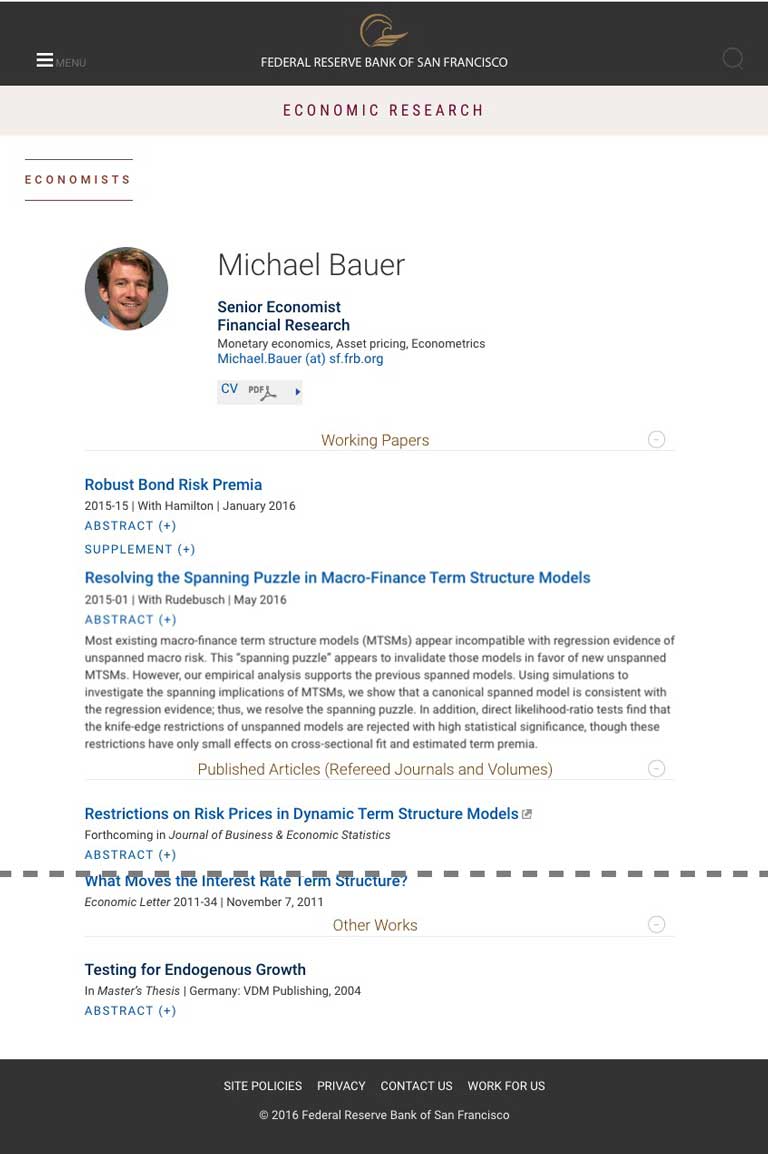 MENU
FEDERAL RESERVE BANK OF SAN FRANCISCO
ECONOMIC RESEARCH
ECONOMISTS
Michael Bauer
Senior Economist
Financial Research
Monetary economics, Asset pricing, Econometrics
Michael.Bauer (at) sf.frb.org
CV PDF
Working Papers
Robust Bond Risk Premia
2015-15 | With Hamilton | January 2016
ABSTRACT (+)
SUPPLEMENT (+)
Resolving the Spanning Puzzle in Macro-Finance Term Structure Models
2015-01 | With Rudebusch | May 2016
ABSTRACT (+)
Most existing macro-finance term structure models (MTSMs) appear incompatible with regression evidence of
unspanned macro risk. This “spanning puzzle” appears to invalidate those models in favor of new unspanned
MTSMs. However, our empirical analysis supports the previous spanned models. Using simulations to
investigate the spanning implications of MTSMs, we show that a canonical spanned model is consistent with
the regression evidence; thus, we resolve the spanning puzzle. In addition, direct likelihood-ratio tests find that
the knife-edge restrictions of unspanned models are rejected with high statistical significance, though these
restrictions have only small effects on cross-sectional fit and estimated term premia.
Published Articles (Refereed Journals and Volumes)
Restrictions on Risk Prices in Dynamic Term Structure Models
Forthcoming in Journal of Business & Economic Statistics
ABSTRACT (+)
What Moves the Interest Rate Term Structure?
Economic Letter 2011-34 | November 7, 2011
Other Works
Testing for Endogenous Growth
In Master’s Thesis | Germany: VDM Publishing, 2004
ABSTRACT (+)
SITE POLICIES PRIVACY CONTACT US WORK FOR US
© 2016 Federal Reserve Bank of San Francisco